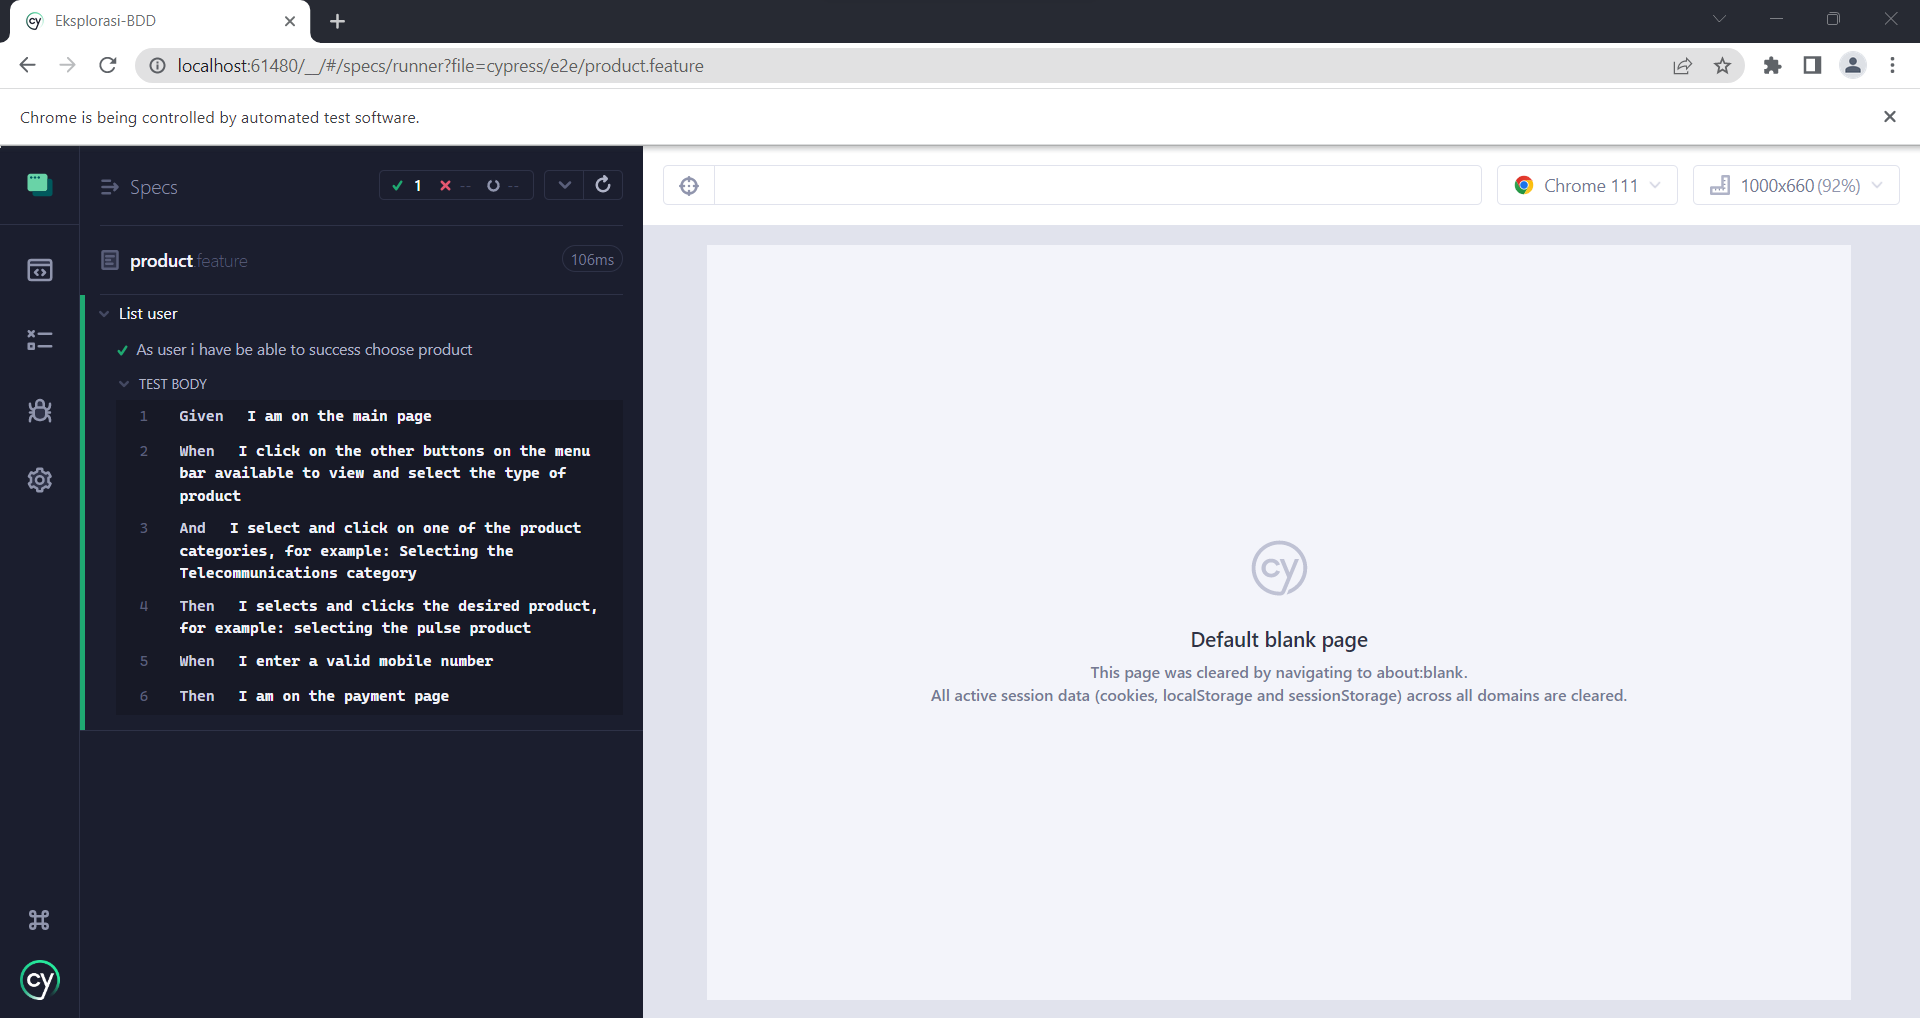 cy Eksplorasi-BDD
localhost:61480/__/#/specs/runner?file=cypress/e2e/product.feature
Chrome is being controlled by automated test software.
Specs
1 -- --
Chrome 111
1000x660 (92%)
product feature
106ms
List user
As user i have be able to success choose product
TEST BODY
1 Given I am on the main page
2 When I click on the other buttons on the menu
bar available to view and select the type of
product
3 And I select and click on one of the product
categories, for example: Selecting the
Telecommunications category
4 Then I selects and clicks the desired product,
for example: selecting the pulse product
5 When I enter a valid mobile number
6 Then I am on the payment page
cy
Default blank page
This page was cleared by navigating to about:blank.
All active session data (cookies, localStorage and sessionStorage) across all domains are cleared.
cy